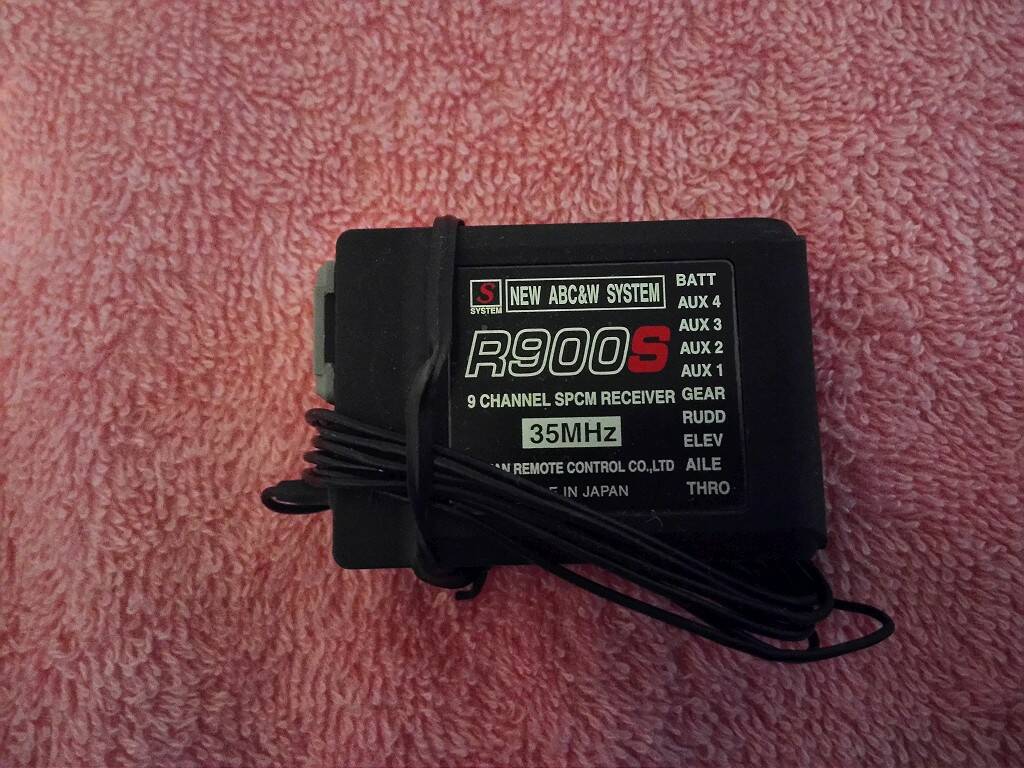 S
SYSTEM
NEW ABC&W SYSTEM
R900S
9 CHANNEL SPCM RECEIVER
35MHz
REMOTE CONTROL CO.,LTD
IN JAPAN
BATT
AUX 4
AUX 3
AUX 2
AUX 1
GEAR
RUDD
ELEV
AILE
THRO